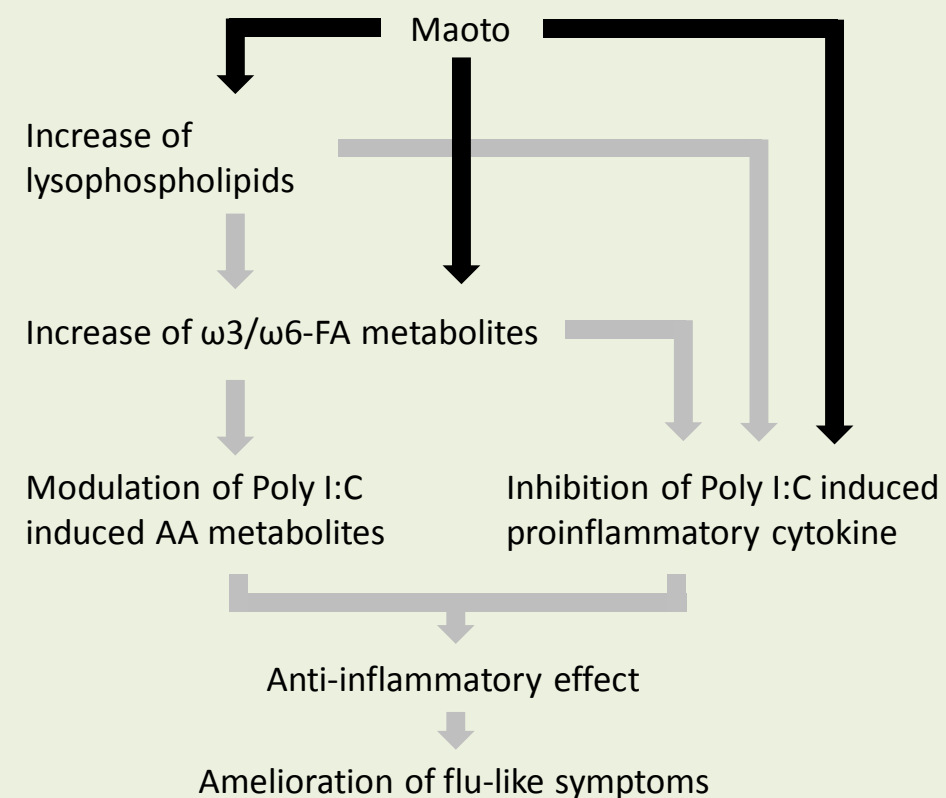 Maoto
Increase of
lysophospholipids
Increase of ω3/ω6-FA metabolites
Modulation of Poly I:C
induced AA metabolites
Inhibition of Poly I:C induced
proinflammatory cytokine
Anti-inflammatory effect
Amelioration of flu-like symptoms